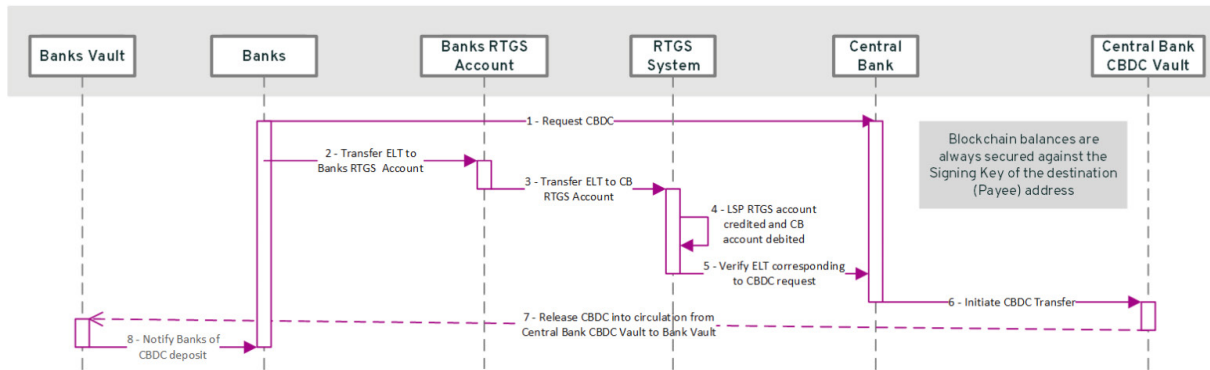 Banks Vault
Banks
Banks RTGS
Account
RTGS
System
Central
Bank
Central Bank
CBDC Vault
1 - Request CBDC
Blockchain balances are
always secured against the
Signing Key of the destination
(Payee) address
2 - Transfer ELT to
Banks RTGS Account
3 - Transfer ELT to CB
RTGS Account
4 - LSP RTGS account
credited and CB
account debited
5 - Verify ELT corresponding
to CBDC request
6 - Initiate CBDC Transfer
7 - Release CBDC into circulation from
Central Bank CBDC Vault to Bank Vault
8 - Notify Banks of
CBDC deposit